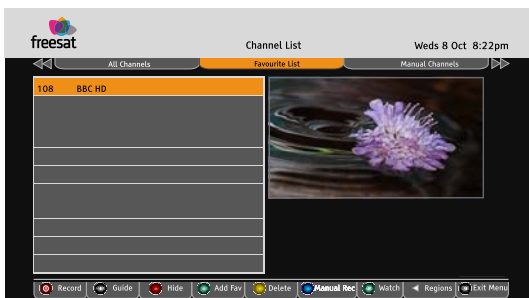 freesat
Channel List
Weds 8 Oct 8:22pm
All Channels Favourite List Manual Channels
108 BBC HD
Record Guide Hide Add Fav Delete Manual Rec Watch Regions Exit Menu